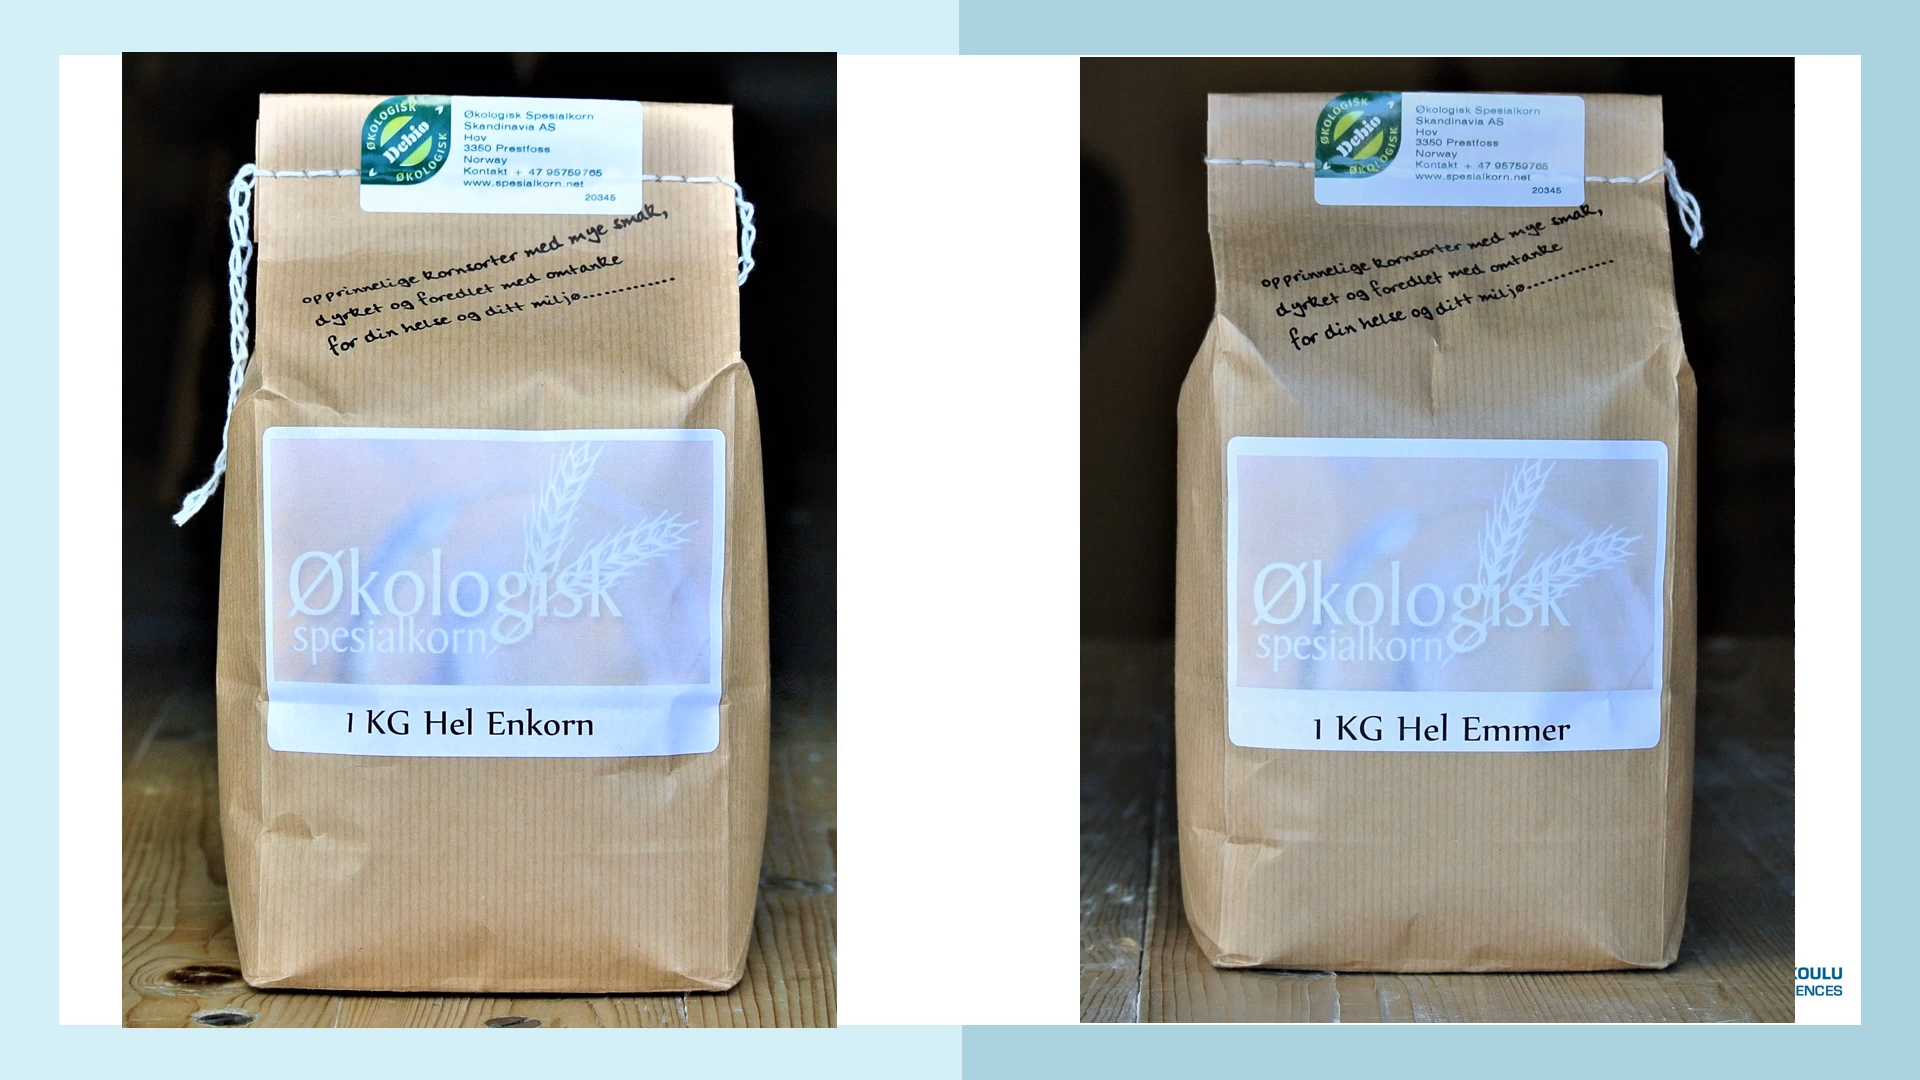 ØKOLOGISK
Debio
ØKOLOGISK
Økologisk Spesialkorn
Skandinavia AS
Hov
3350 Prestfoss
Norway
Kontakt + 47 95759765
www.spesialkorn.net
20345
opprinnelige kornsorter med mye smak,
dyrket og foredlet med omtanke
for din helse og ditt miljø.............
Økologisk
spesialkorn
1 KG Hel Enkorn
ØKOLOGISK
Debio
ØKOLOGISK
Økologisk Spesialkorn
Skandinavia AS
Hov
3350 Prestfoss
Norway
Kontakt + 47 95759765
www.spesialkorn.net
20345
opprinnelige kornsorter med mye smak,
dyrket og foredlet med omtanke
for din helse og ditt miljø.............
Økologisk
spesialkorn
1 KG Hel Emmer
OULU
ENCES